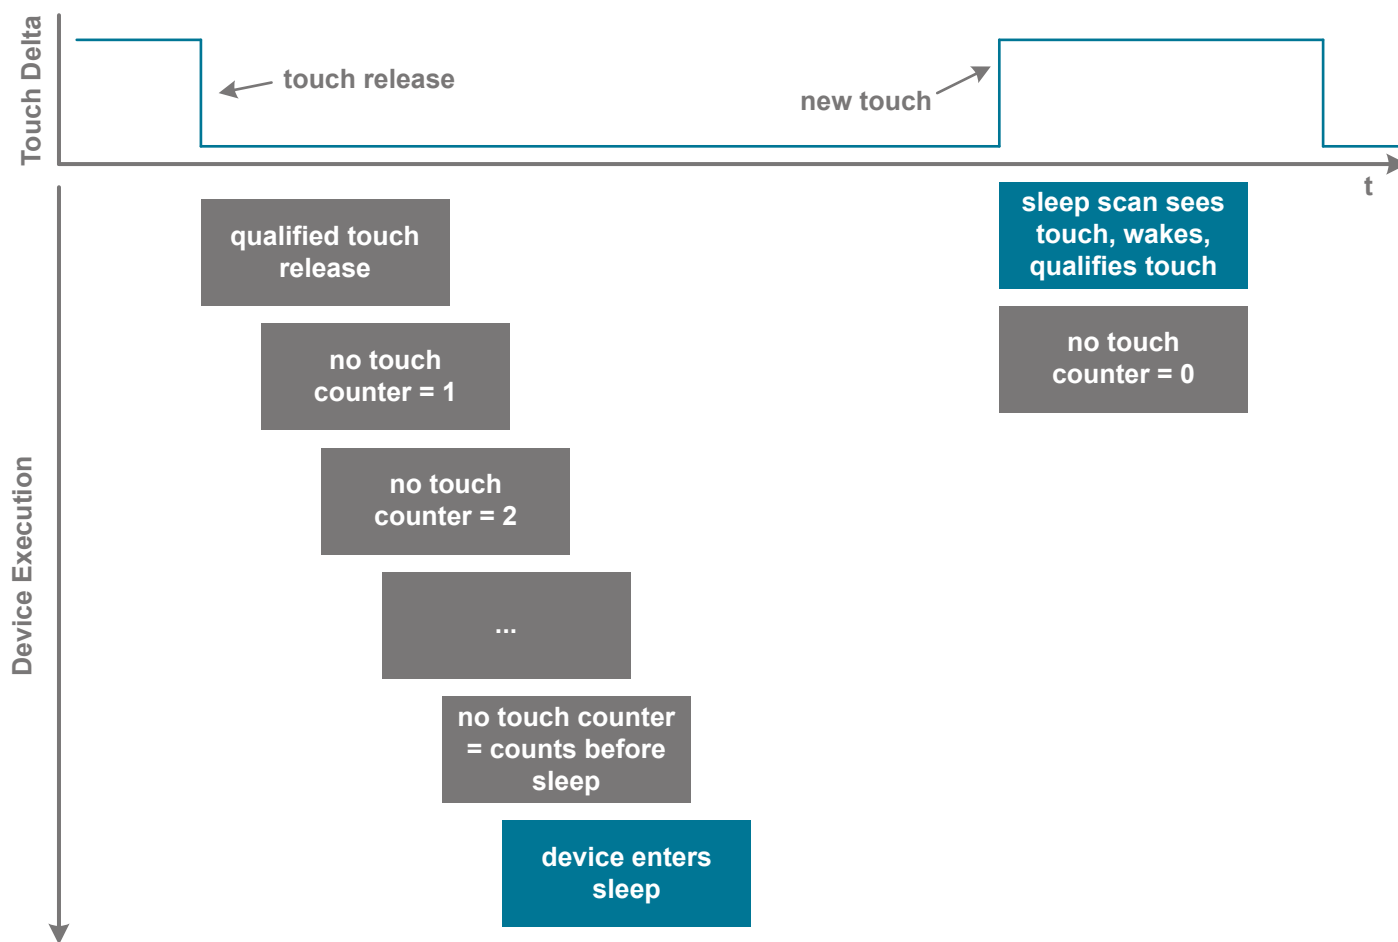 Touch Delta
touch release
new touch
t
Device Execution
qualified touch
release
no touch
counter = 1
no touch
counter = 2
...
no touch counter
= counts before
sleep
device enters
sleep
sleep scan sees
touch, wakes,
qualifies touch
no touch
counter = 0